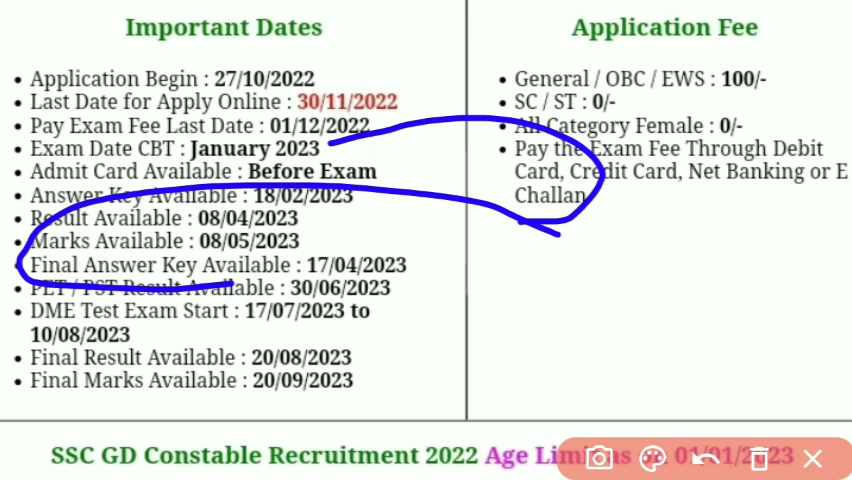 Important Dates
Application Begin : 27/10/2022
Last Date for Apply Online : 30/11/2022
Pay Exam Fee Last Date : 01/12/2022
Exam Date CBT : January 2023
Admit Card Available : Before Exam
Answer Key Available : 18/02/2023
Result Available : 08/04/2023
Marks Available : 08/05/2023
Final Answer Key Available : 17/04/2023
PET / PST Result Available : 30/06/2023
DME Test Exam Start : 17/07/2023 to
10/08/2023
Final Result Available : 20/08/2023
Final Marks Available : 20/09/2023
Application Fee
General / OBC / EWS : 100/-
SC / ST : 0/-
All Category Female : 0/-
Pay the Exam Fee Through Debit
Card, Credit Card, Net Banking or E
Challan
SSC GD Constable Recruitment 2022 Age Limit as on 01/01/2023